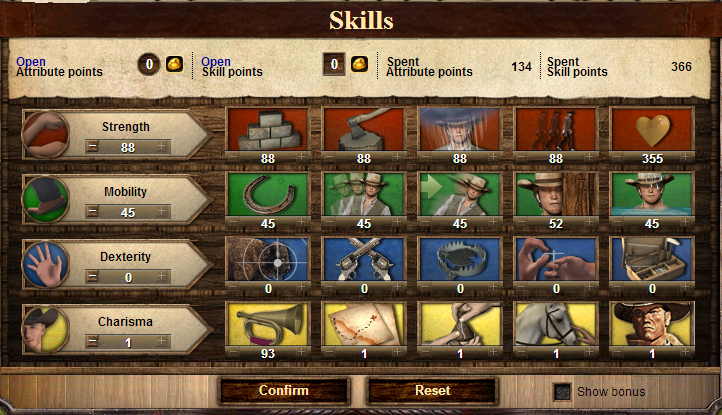 Skills
Open
Attribute points 0
Open
Skill points 0
Spent
Attribute points 134
Spent
Skill points 366
Strength
88
88 88 88 88 355
Mobility
45
45 45 45 52 45
Dexterity
0
0 0 0 0 0
Charisma
1
93 1 1 1 1
Confirm Reset Show bonus